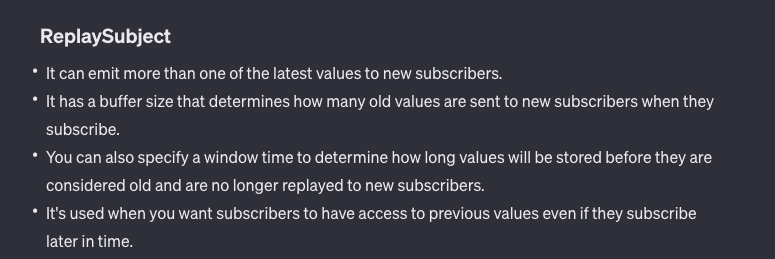 ReplaySubject
• It can emit more than one of the latest values to new subscribers.
• It has a buffer size that determines how many old values are sent to new subscribers when they
subscribe.
• You can also specify a window time to determine how long values will be stored before they are
considered old and are no longer replayed to new subscribers.
• It's used when you want subscribers to have access to previous values even if they subscribe
later in time.